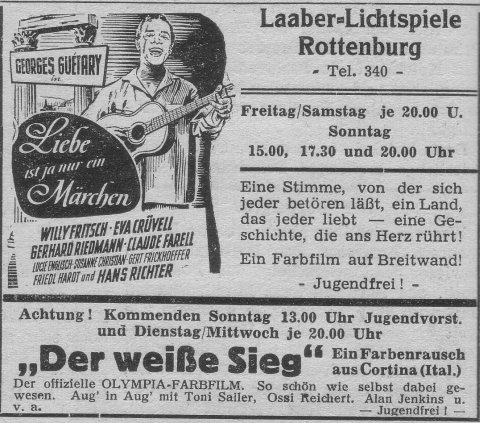 GEORGES GUÉTARY
in
Liebe
ist ja nur ein
Märchen
WILLY FRITSCH · EVA CRÜVELL
GERHARD RIEDMANN · CLAUDE FARELL
LUCIE ENGLISCH · SUSANNE CHRISTIAN · GERT FRICKHOEFFER
FRIEDL HARDT und HANS RICHTER
Laaber=Lichtspiele
Rottenburg
- Tel. 340 -
Freitag/Samstag je 20.00 U.
Sonntag
15.00, 17.30 und 20.00 Uhr
Eine Stimme, von der sich
jeder betören läßt, ein Land,
das jeder liebt — eine Ge-
schichte, die ans Herz rührt!
Ein Farbfilm auf Breitwand!
- Jugendfrei! -
Achtung! Kommenden Sonntag 13.00 Uhr Jugendvorst.
und Dienstag/Mittwoch je 20.00 Uhr
„Der weiße Sieg“ Ein Farbenrausch
aus Cortina (Ital.)
Der offizielle OLYMPIA-FARBFILM. So schön wie selbst dabei ge-
wesen. Aug' in Aug' mit Toni Sailer, Ossi Reichert. Alan Jenkins u.
v. a. — Jugendfrei! —